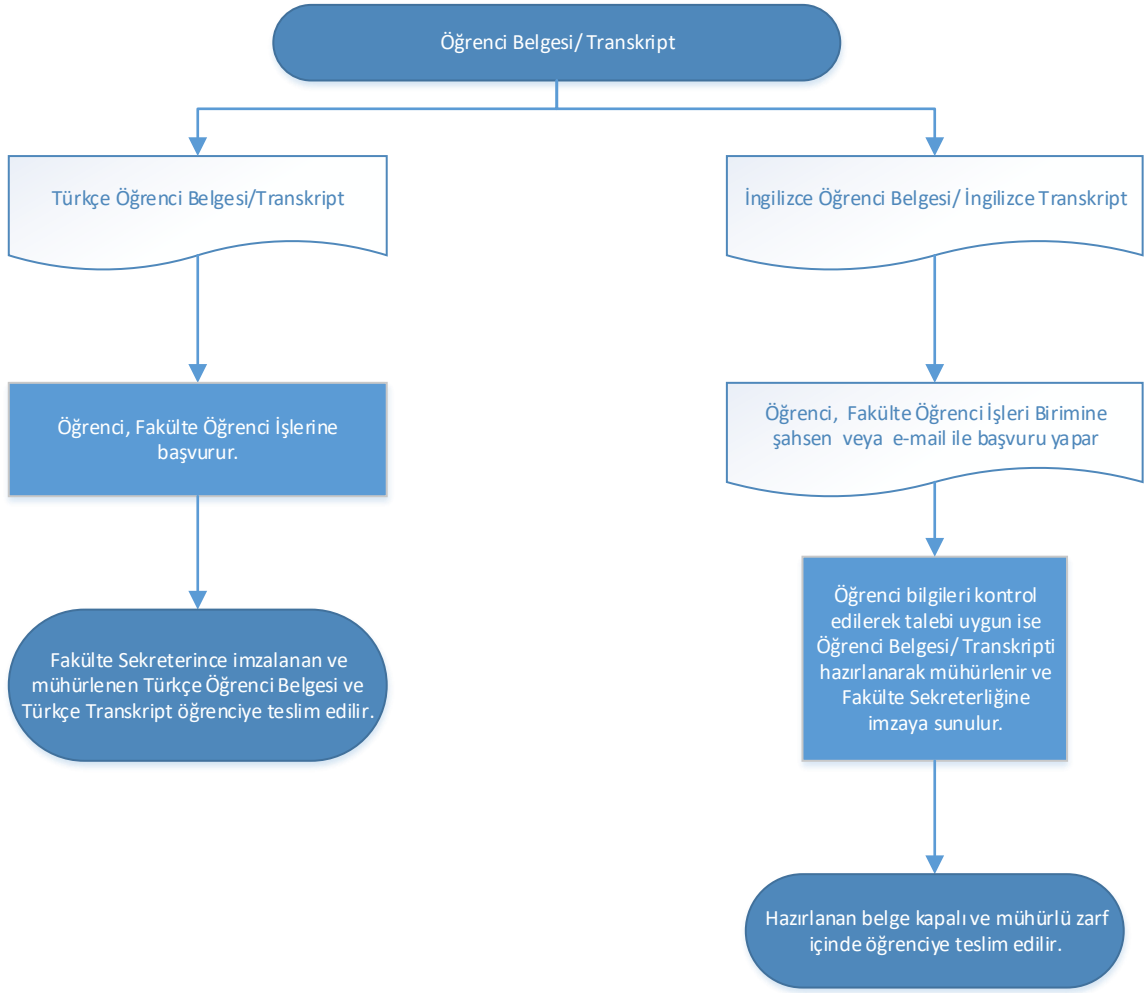 Öğrenci Belgesi/ Transkript
Türkçe Öğrenci Belgesi/Transkript
Öğrenci, Fakülte Öğrenci İşlerine
başvurur.
Fakülte Sekreterince imzalanan ve
mühürlenen Türkçe Öğrenci Belgesi ve
Türkçe Transkript öğrenciye teslim edilir.
İngilizce Öğrenci Belgesi/ İngilizce Transkript
Öğrenci, Fakülte Öğrenci İşleri Birimine
şahsen veya e-mail ile başvuru yapar
Öğrenci bilgileri kontrol
edilerek talebi uygun ise
Öğrenci Belgesi/ Transkripti
hazırlanarak mühürlenir ve
Fakülte Sekreterliğine
imzaya sunulur.
Hazırlanan belge kapalı ve mühürlü zarf
içinde öğrenciye teslim edilir.